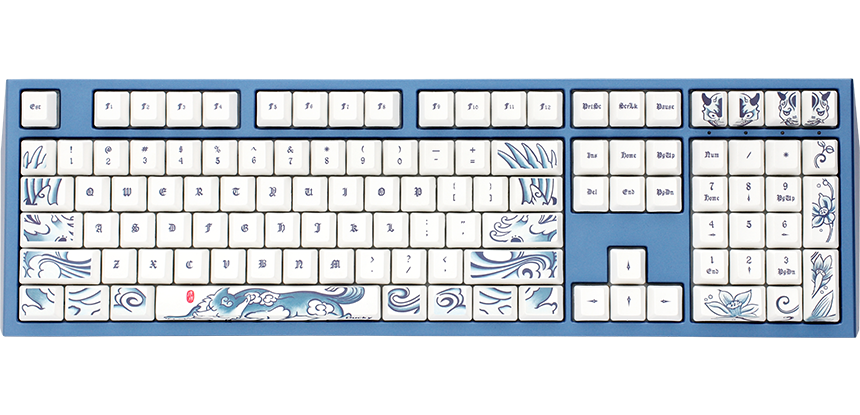 Esc F1 F2 F3 F4 F5 F6 F7 F8 F9 F10 F11 F12 PrtSc ScrLk Pause
! @ # $ % ^ & * ( ) — +
1 2 3 4 5 6 7 8 9 0 - = Ins Home PgUp Num / *
Q W E R T Y U I O P { } Del End PgDn 7 8 9
[ ] Home ↑ PgUp
A S D F G H J K L : " 4 5 6
; ' ← →
Z X C V B N M < > ? ↑ 1 2 3
, . / End ↓ PgDn
← ↓ →